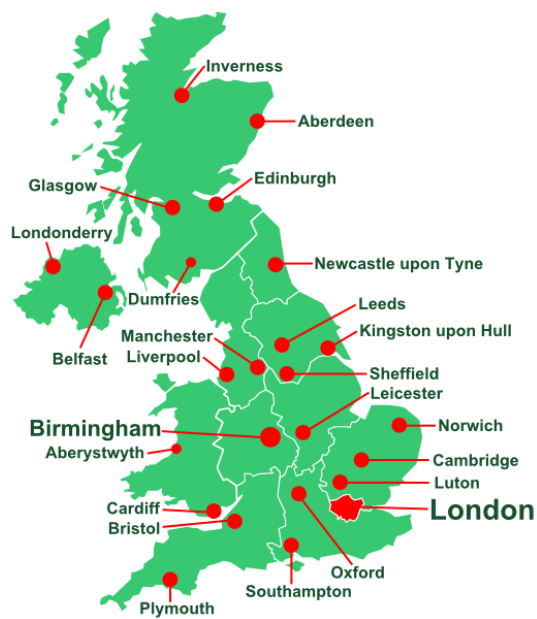 Inverness
Aberdeen
Glasgow
Edinburgh
Londonderry
Newcastle upon Tyne
Dumfries
Leeds
Kingston upon Hull
Manchester
Liverpool
Belfast
Sheffield
Leicester
Birmingham
Norwich
Aberystwyth
Cambridge
Luton
Cardiff
London
Bristol
Oxford
Southampton
Plymouth